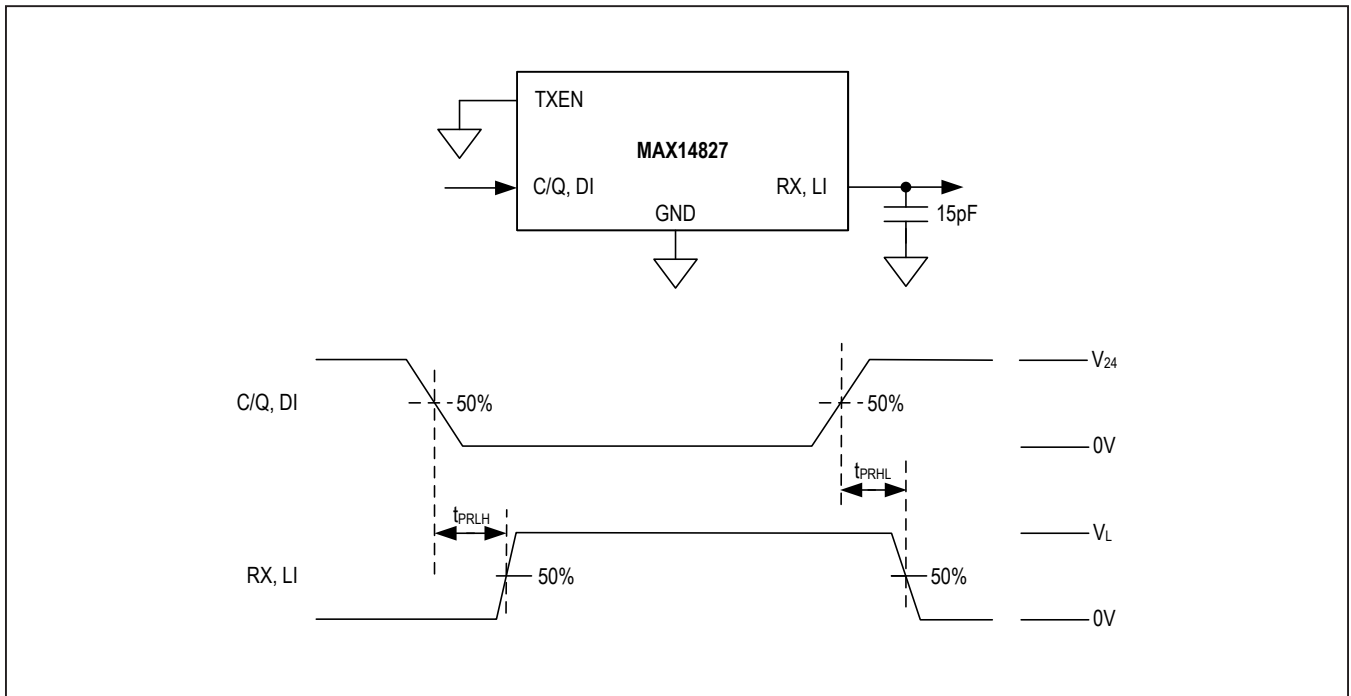 TXEN
MAX14827
C/Q, DI
RX, LI
GND
15pF
V24
C/Q, DI
50%
50%
0V
tPRHL
tPRLH
VL
RX, LI
50%
50%
0V